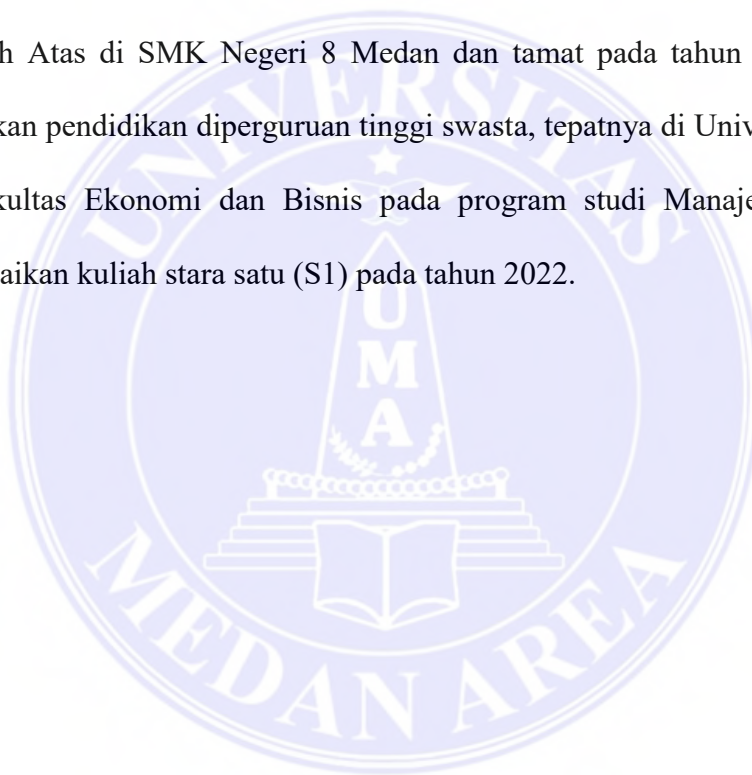 h Atas di SMK Negeri 8 Medan dan tamat pada tahun
kan pendidikan diperguruan tinggi swasta, tepatnya di Univ
kultas Ekonomi dan Bisnis pada program studi Manaje
aikan kuliah stara satu (S1) pada tahun 2022.
UNIVERSITAS
UMA
MEDAN AREA